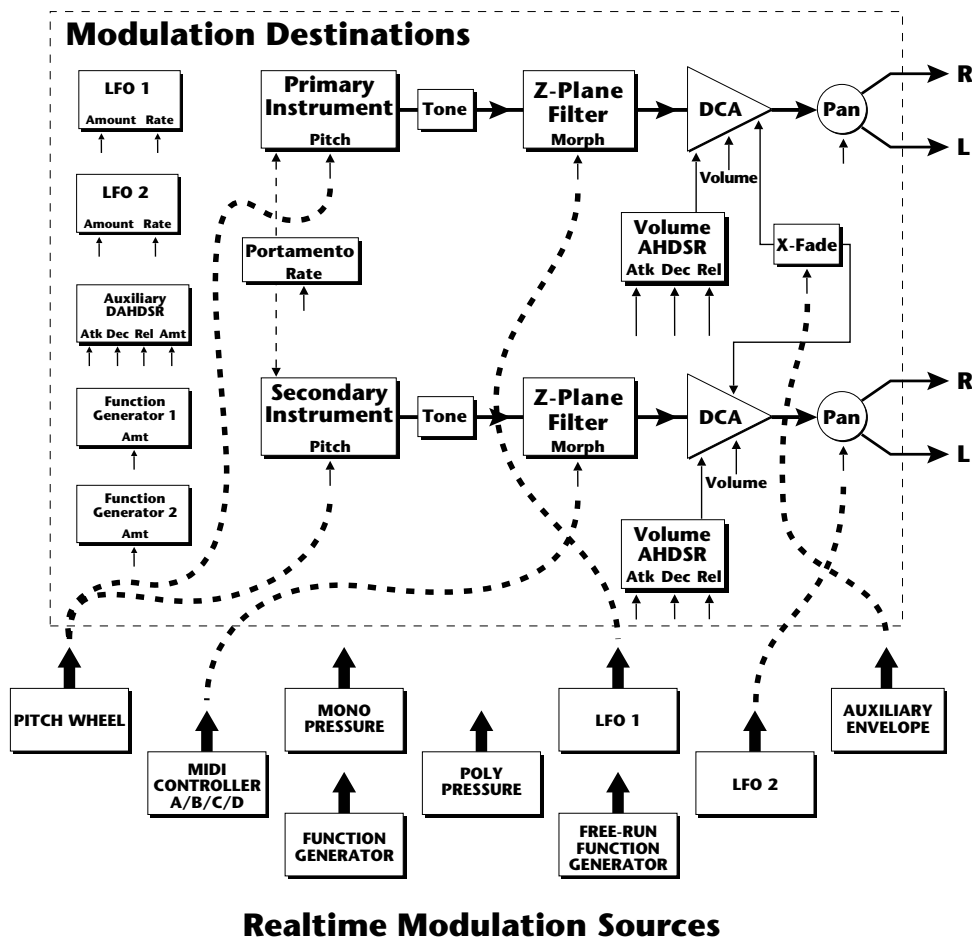 Modulation Destinations
LFO 1
Amount Rate
LFO 2
Amount Rate
Auxiliary
DAHDSR
Atk Dec Rel Amt
Function
Generator 1
Amt
Function
Generator 2
Amt
Primary
Instrument
Pitch
Tone
Z-Plane
Filter
Morph
DCA
Volume
Pan
R
L
Portamento
Rate
Volume
AHDSR
Atk Dec Rel
X-Fade
Secondary
Instrument
Pitch
Tone
Z-Plane
Filter
Morph
DCA
Volume
Pan
R
L
Volume
AHDSR
Atk Dec Rel
PITCH WHEEL
MIDI
CONTROLLER
A/B/C/D
MONO
PRESSURE
FUNCTION
GENERATOR
POLY
PRESSURE
LFO 1
FREE-RUN
FUNCTION
GENERATOR
LFO 2
AUXILIARY
ENVELOPE
Realtime Modulation Sources